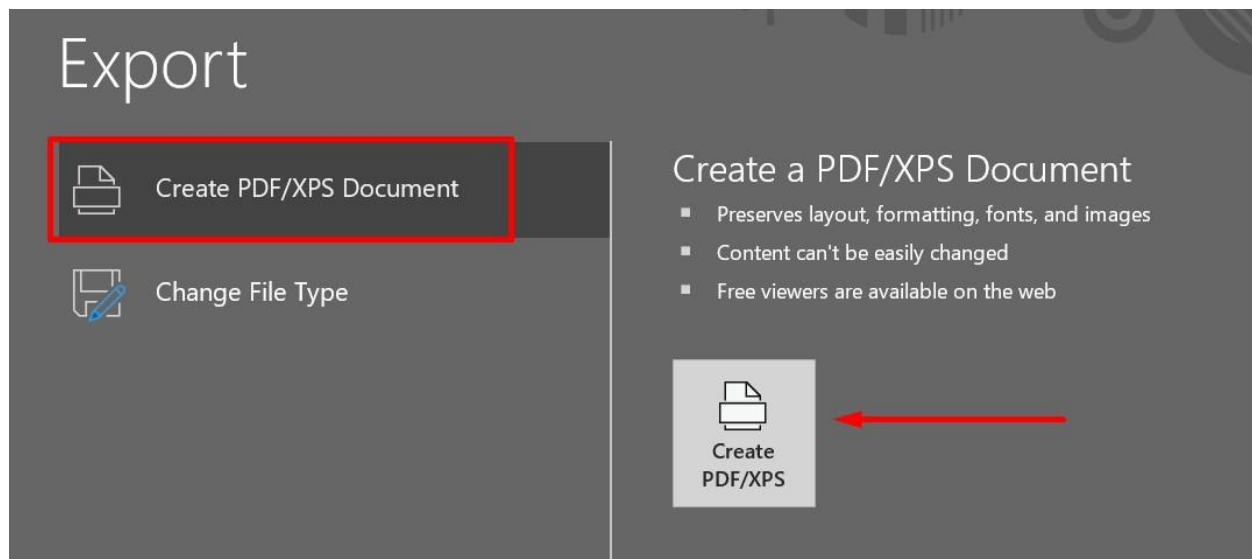 Export
Create PDF/XPS Document
Change File Type
Create a PDF/XPS Document
Preserves layout, formatting, fonts, and images
Content can't be easily changed
Free viewers are available on the web
Create
PDF/XPS